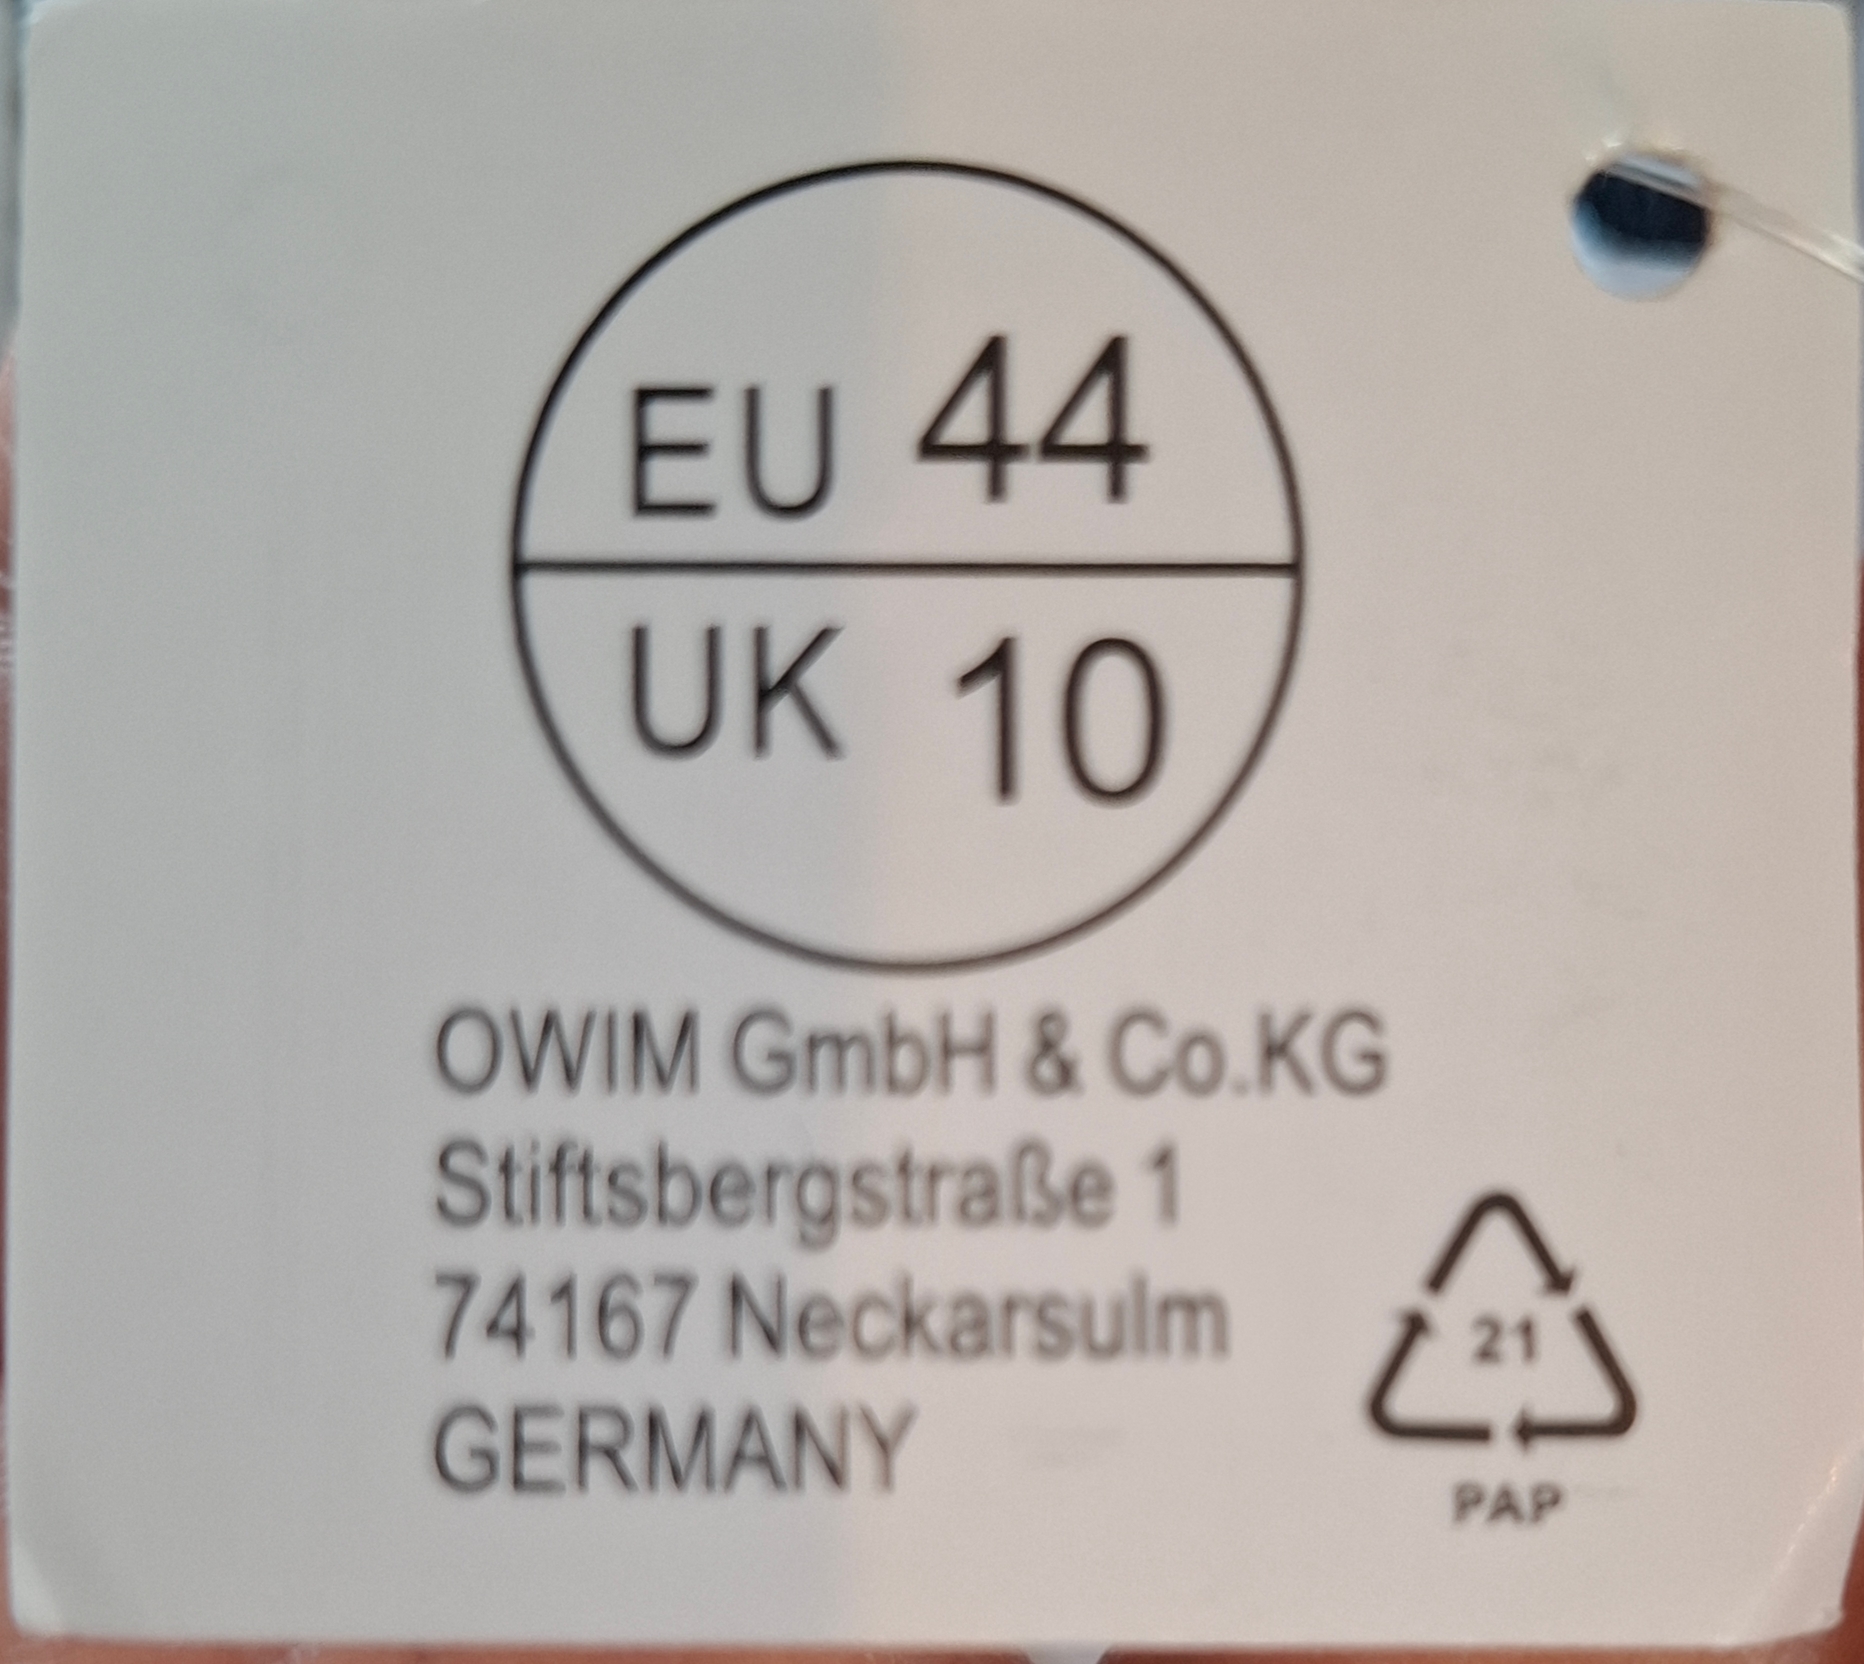 EU 44
UK 10
OWIM GmbH & Co.KG
Stiftsbergstraße 1
74167 Neckarsulm
GERMANY
21
PAP